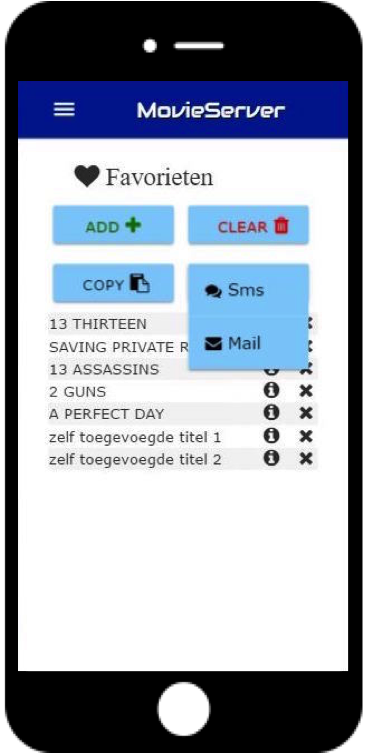 MovieServer
Favorieten
ADD
CLEAR
COPY
Sms
Mail
13 THIRTEEN
SAVING PRIVATE R
13 ASSASSINS
2 GUNS
A PERFECT DAY
zelf toegevoegde titel 1
zelf toegevoegde titel 2